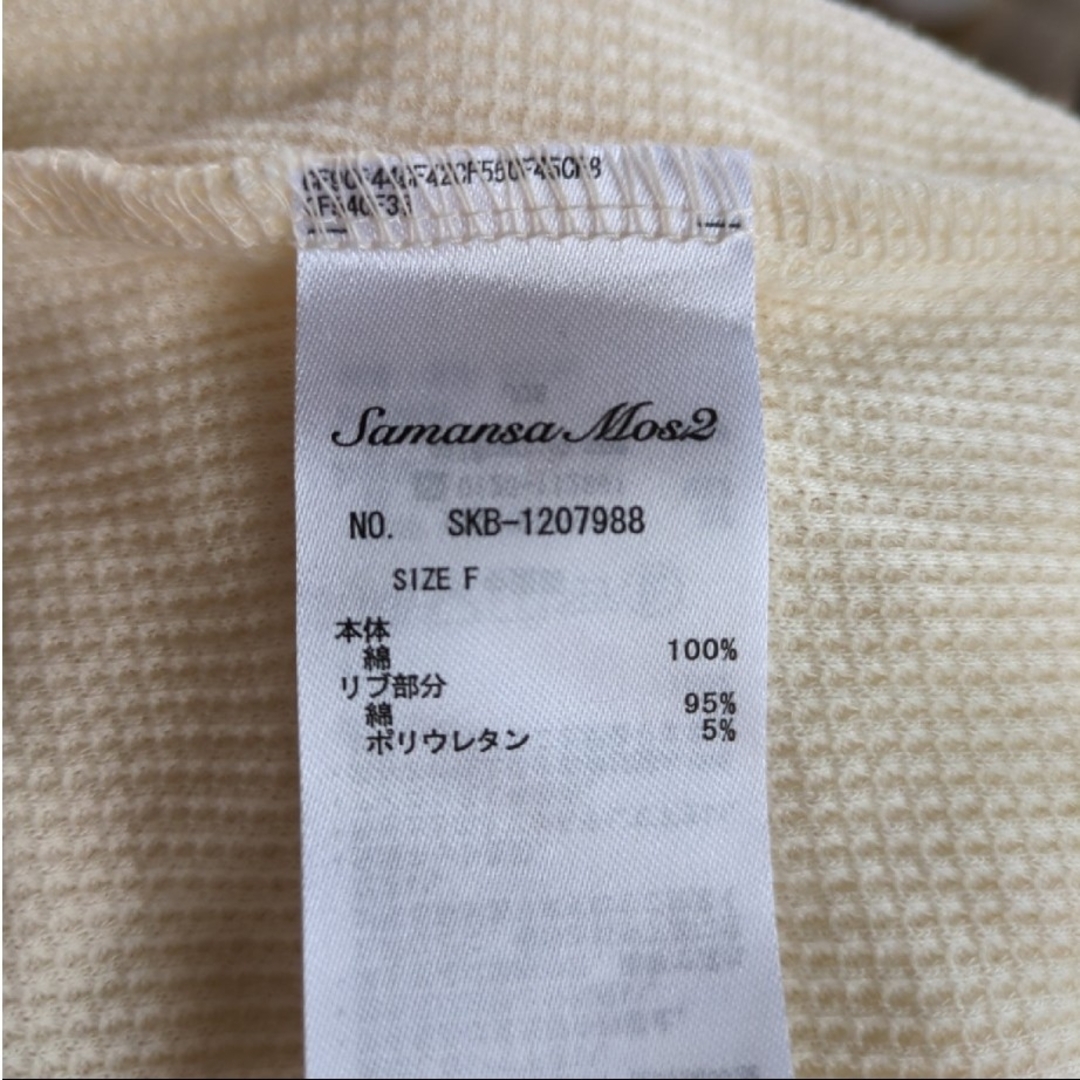 Samansa Mos2
NO. SKB-1207988
SIZE F
本体
綿 100%
リブ部分
綿 95%
ポリウレタン 5%